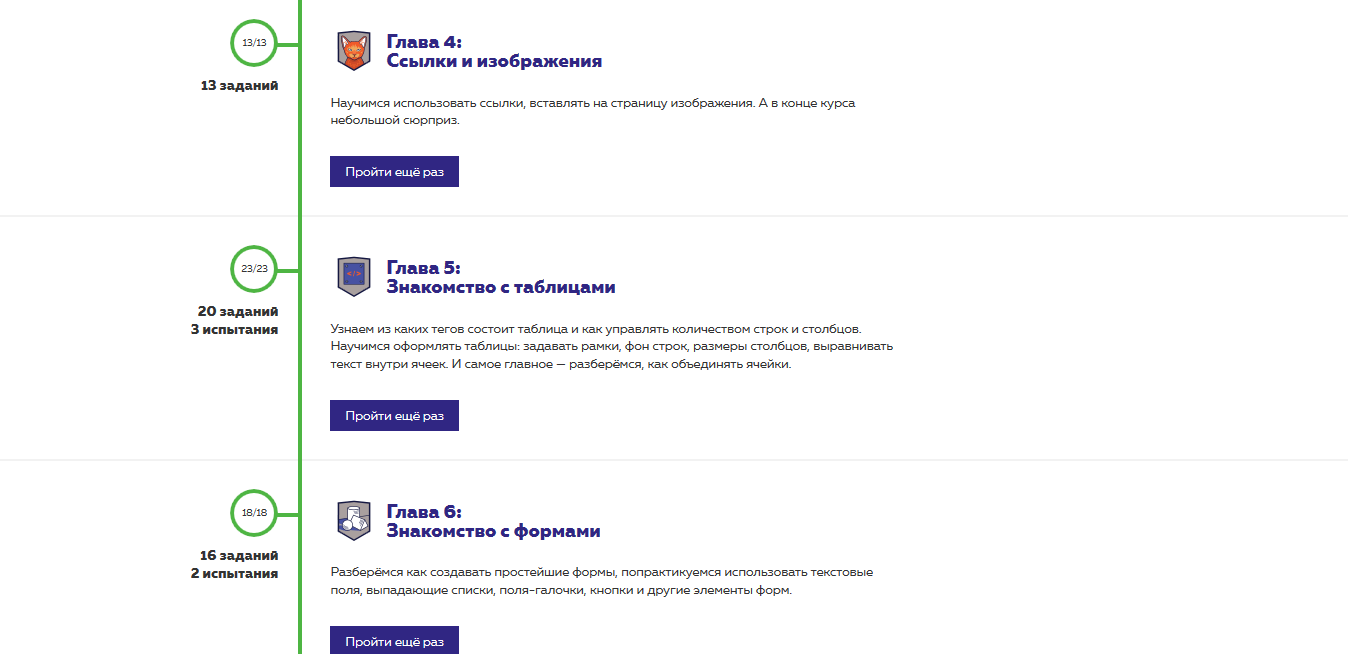 13/13
13 заданий
Глава 4:
Ссылки и изображения
Научимся использовать ссылки, вставлять на страницу изображения. А в конце курса
небольшой сюрприз.
Пройти ещё раз
23/23
20 заданий
3 испытания
</>
Глава 5:
Знакомство с таблицами
Узнаем из каких тегов состоит таблица и как управлять количеством строк и столбцов.
Научимся оформлять таблицы: задавать рамки, фон строк, размеры столбцов, выравнивать
текст внутри ячеек. И самое главное — разберёмся, как объединять ячейки.
Пройти ещё раз
18/18
16 заданий
2 испытания
Глава 6:
Знакомство с формами
Разберёмся как создавать простейшие формы, попрактикуемся использовать текстовые
поля, выпадающие списки, поля-галочки, кнопки и другие элементы форм.
Пройти ещё раз